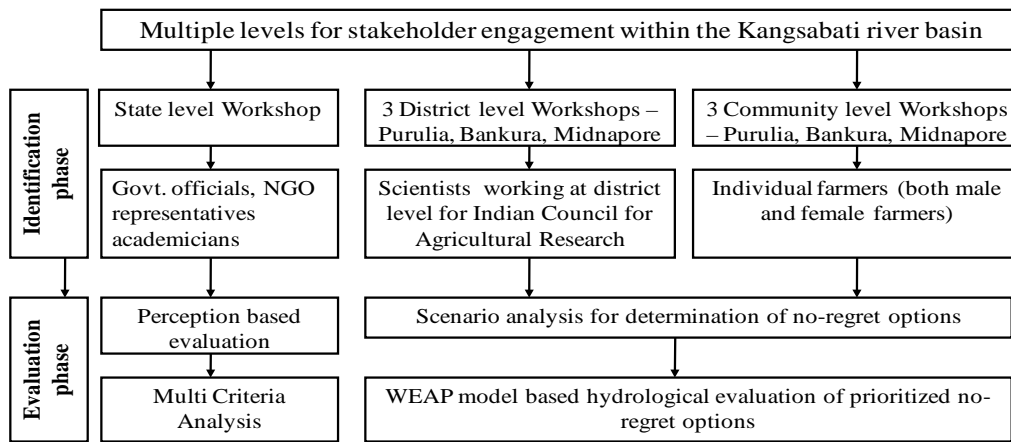 Multiple levels for stakeholder engagement within the Kangsabati river basin
Identification
phase
State level Workshop
3 District level Workshops –
Purulia, Bankura, Midnapore
3 Community level Workshops
– Purulia, Bankura, Midnapore
Govt. officials, NGO
representatives
academicians
Scientists working at district
level for Indian Council for
Agricultural Research
Individual farmers (both male
and female farmers)
Evaluation
phase
Perception based
evaluation
Scenario analysis for determination of no-regret options
Multi Criteria
Analysis
WEAP model based hydrological evaluation of prioritized no-
regret options